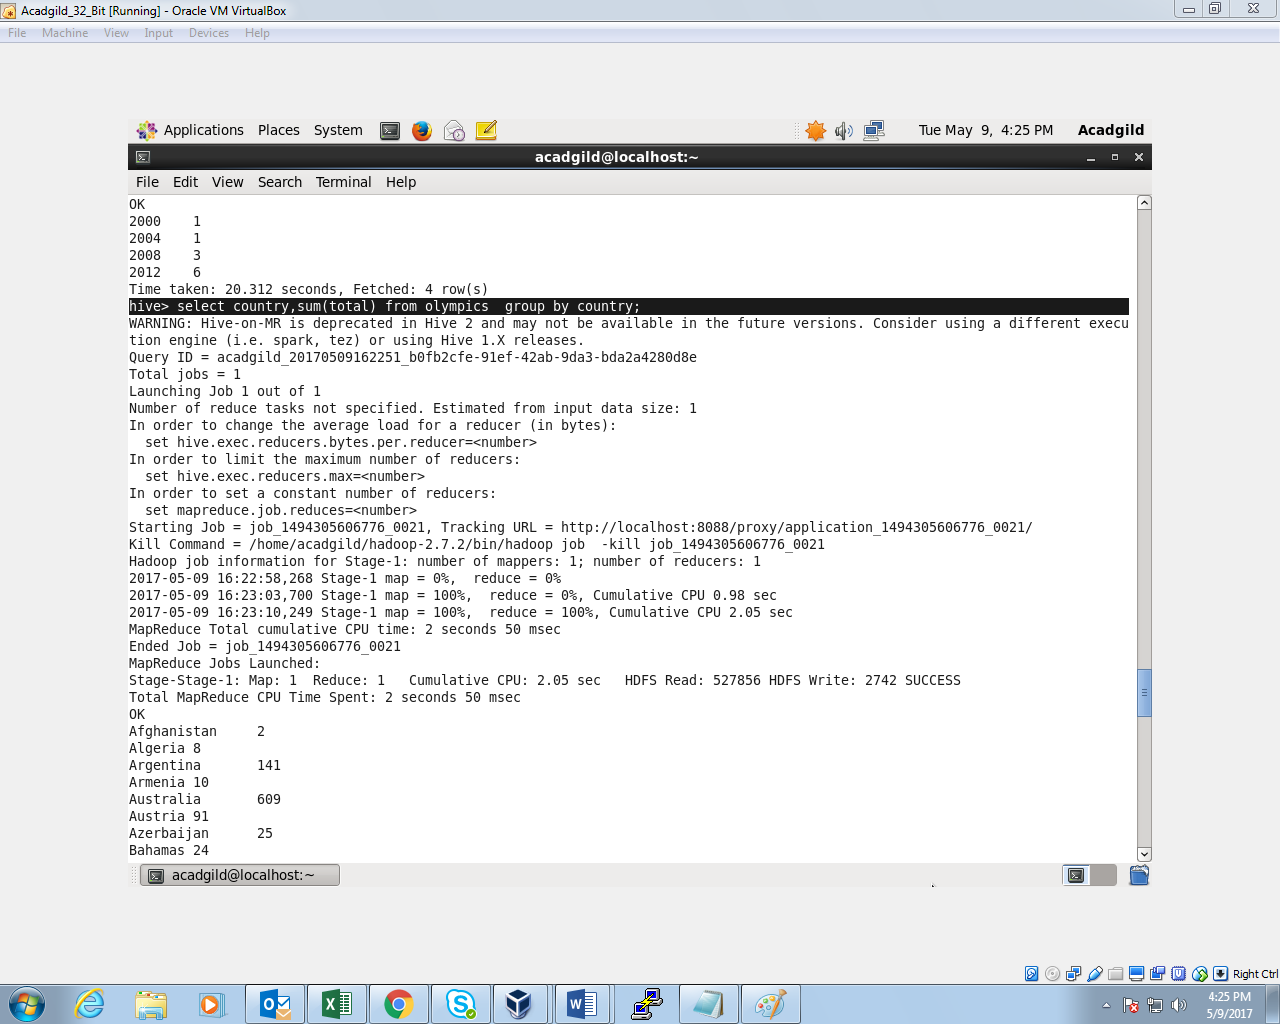 Acadgild_32_Bit [Running] - Oracle VM VirtualBox
File Machine View Input Devices Help
Applications Places System Tue May 9, 4:25 PM Acadgild
acadgild@localhost:~
File Edit View Search Terminal Help
OK
2000 1
2004 1
2008 3
2012 6
Time taken: 20.312 seconds, Fetched: 4 row(s)
hive> select country,sum(total) from olympics  group by country;
WARNING: Hive-on-MR is deprecated in Hive 2 and may not be available in the future versions. Consider using a different execu
tion engine (i.e. spark, tez) or using Hive 1.X releases.
Query ID = acadgild_20170509162251_b0fb2cfe-91ef-42ab-9da3-bda2a4280d8e
Total jobs = 1
Launching Job 1 out of 1
Number of reduce tasks not specified. Estimated from input data size: 1
In order to change the average load for a reducer (in bytes):
  set hive.exec.reducers.bytes.per.reducer=<number>
In order to limit the maximum number of reducers:
  set hive.exec.reducers.max=<number>
In order to set a constant number of reducers:
  set mapreduce.job.reduces=<number>
Starting Job = job_1494305606776_0021, Tracking URL = http://localhost:8088/proxy/application_1494305606776_0021/
Kill Command = /home/acadgild/hadoop-2.7.2/bin/hadoop job  -kill job_1494305606776_0021
Hadoop job information for Stage-1: number of mappers: 1; number of reducers: 1
2017-05-09 16:22:58,268 Stage-1 map = 0%,  reduce = 0%
2017-05-09 16:23:03,700 Stage-1 map = 100%,  reduce = 0%, Cumulative CPU 0.98 sec
2017-05-09 16:23:10,249 Stage-1 map = 100%,  reduce = 100%, Cumulative CPU 2.05 sec
MapReduce Total cumulative CPU time: 2 seconds 50 msec
Ended Job = job_1494305606776_0021
MapReduce Jobs Launched:
Stage-Stage-1: Map: 1  Reduce: 1   Cumulative CPU: 2.05 sec   HDFS Read: 527856 HDFS Write: 2742 SUCCESS
Total MapReduce CPU Time Spent: 2 seconds 50 msec
OK
Afghanistan 2
Algeria 8
Argentina 141
Armenia 10
Australia 609
Austria 91
Azerbaijan 25
Bahamas 24
acadgild@localhost:~
Right Ctrl
4:25 PM
5/9/2017